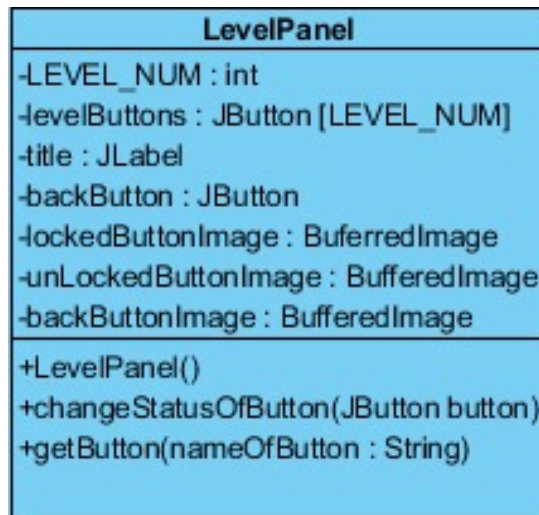 LevelPanel
-LEVEL_NUM : int
-levelButtons : JButton [LEVEL_NUM]
-title : JLabel
-backButton : JButton
-lockedButtonImage : BuferredImage
-unLockedButtonImage : BufferedImage
-backButtonImage : BufferedImage
+LevelPanel()
+changeStatusOfButton(JButton button)
+getButton(nameOfButton : String)